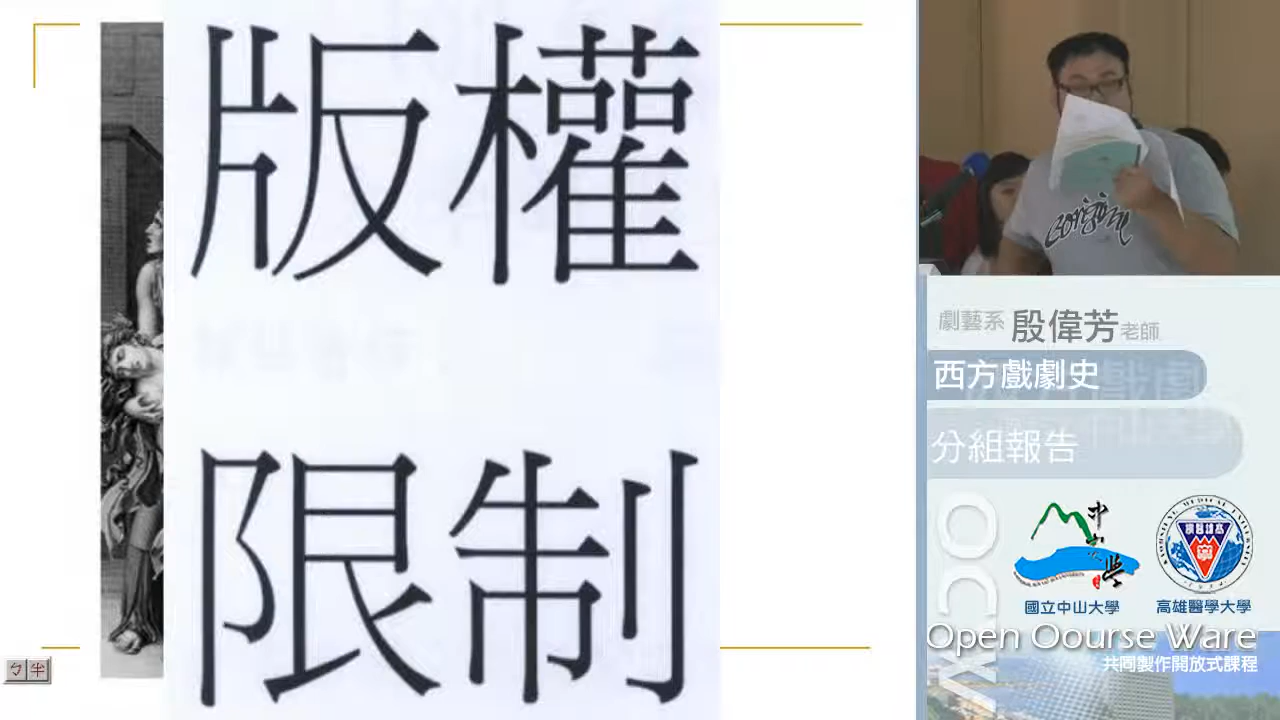 版權
限制
ㄅ 半
劇藝系 殷偉芳老師
西方戲劇史
分組報告
國立中山大學
高雄醫學大學
OCW
Open Oourse Ware
共同製作開放式課程